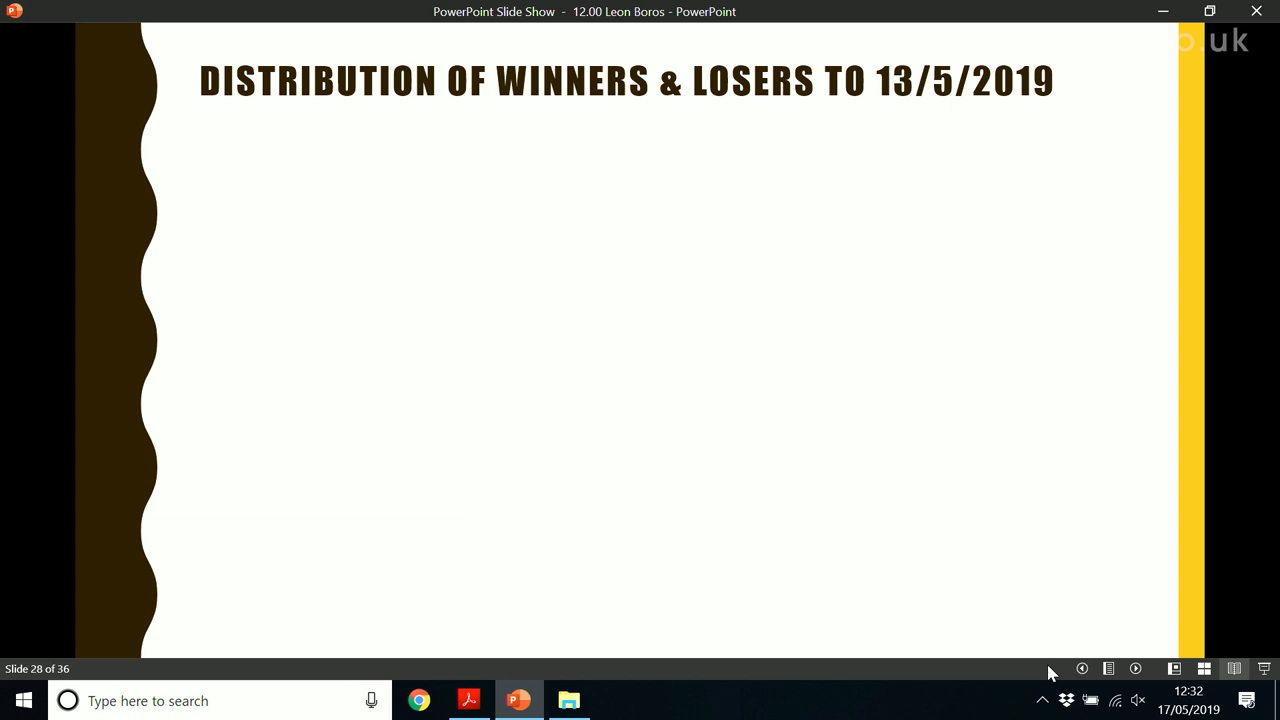 PowerPoint Slide Show - 12.00 Leon Boros - PowerPoint
o.uk
DISTRIBUTION OF WINNERS & LOSERS TO 13/5/2019
Slide 28 of 36
Type here to search
12:32
17/05/2019